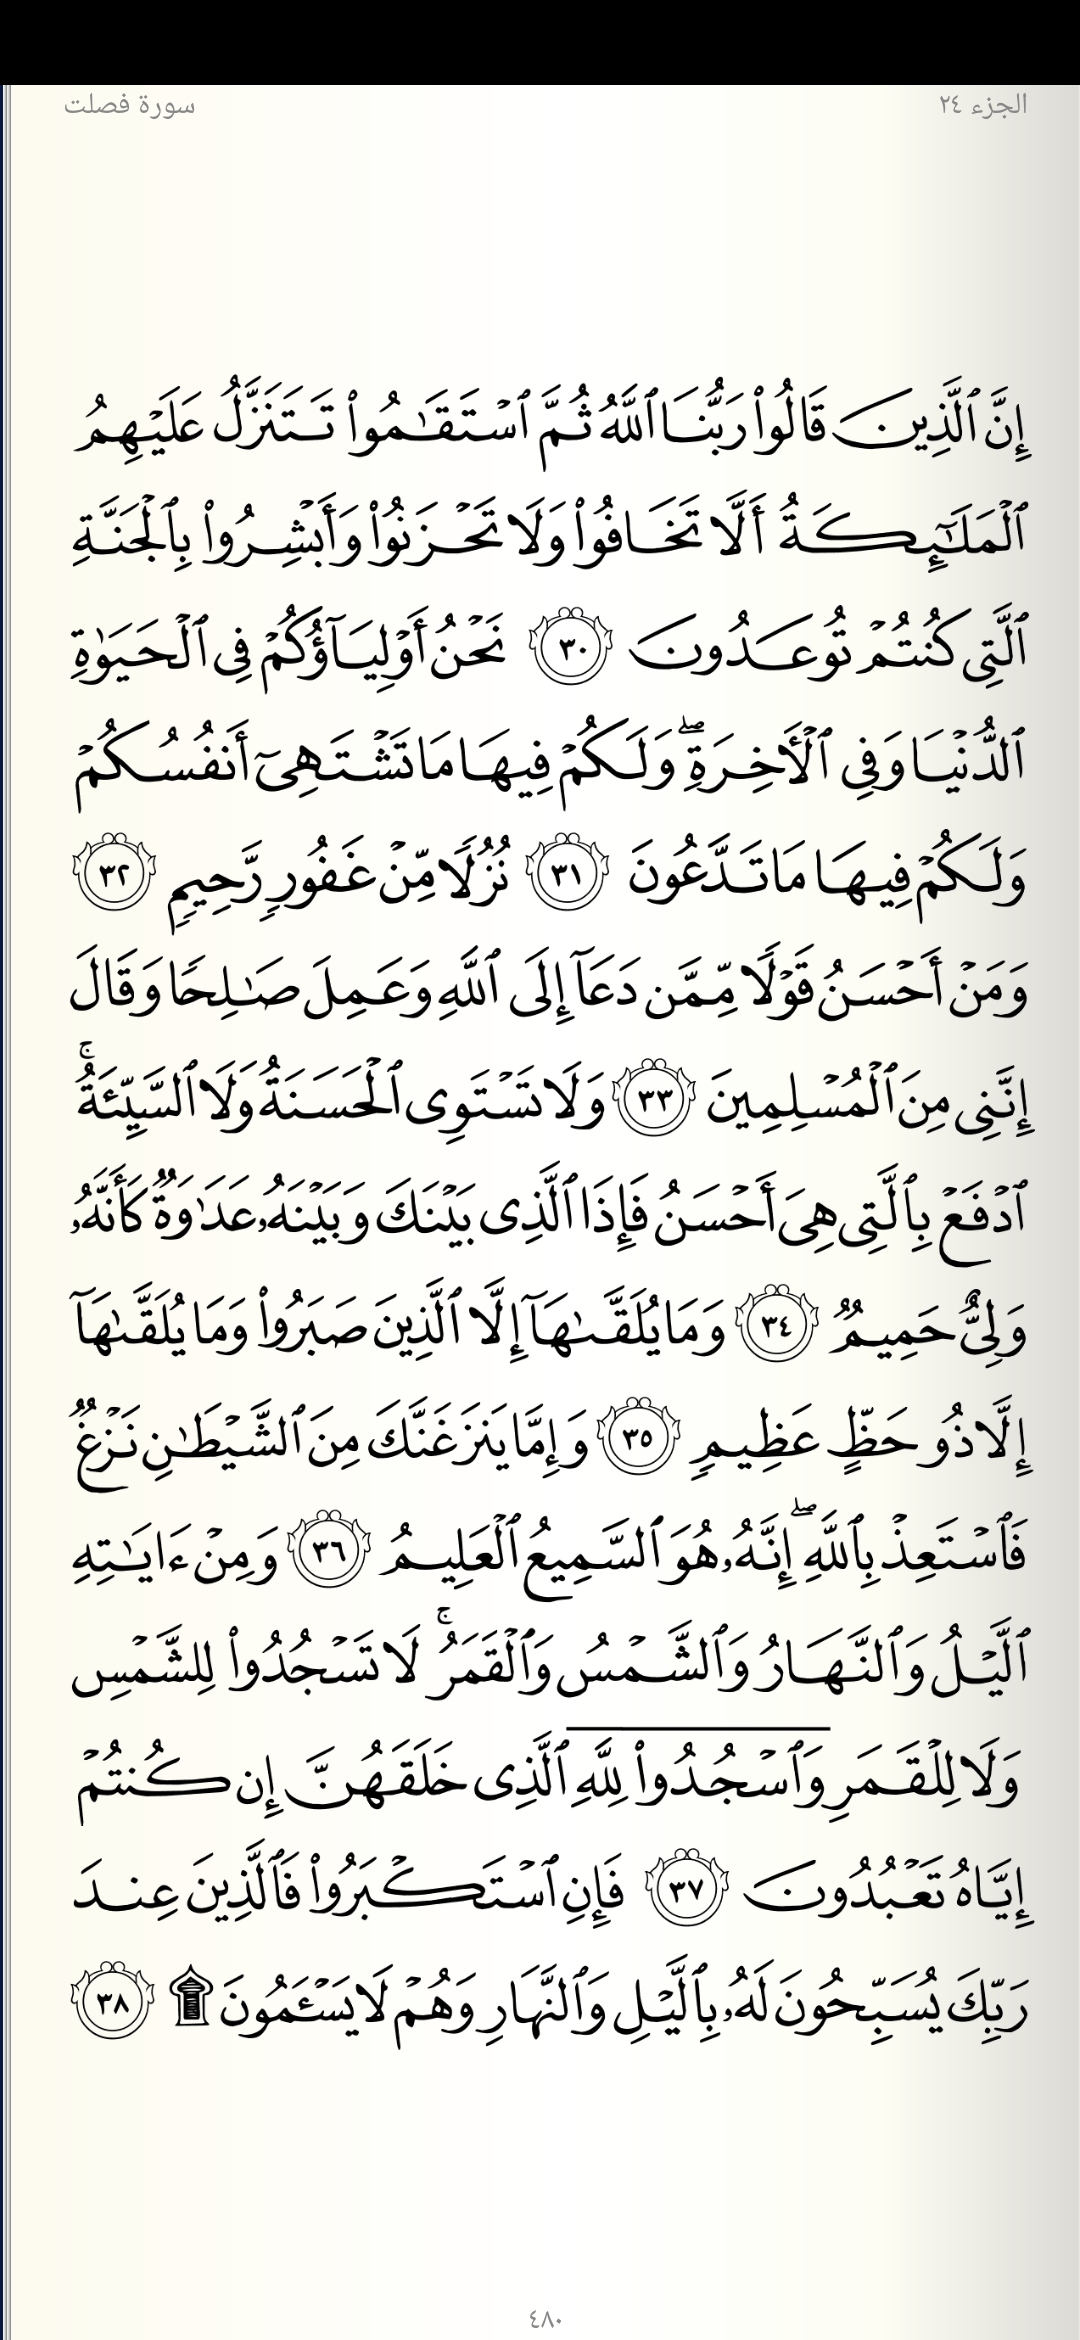 الجزء ٢٤
سورة فصلت
إِنَّ ٱلَّذِينَ قَالُوا۟ رَبُّنَا ٱللَّهُ ثُمَّ ٱسْتَقَـٰمُوا۟ تَتَنَزَّلُ عَلَيْهِمُ
ٱلْمَلَـٰٓئِكَةُ أَلَّا تَخَافُوا۟ وَلَا تَحْزَنُوا۟ وَأَبْشِرُوا۟ بِٱلْجَنَّةِ
ٱلَّتِى كُنتُمْ تُوعَدُونَ ٣٠ نَحْنُ أَوْلِيَآؤُكُمْ فِى ٱلْحَيَوٰةِ
ٱلدُّنْيَا وَفِى ٱلْـَٔاخِرَةِ ۖ وَلَكُمْ فِيهَا مَا تَشْتَهِىٓ أَنفُسُكُمْ
وَلَكُمْ فِيهَا مَا تَدَّعُونَ ٣١ نُزُلًا مِّنْ غَفُورٍ رَّحِيمٍ ٣٢
وَمَنْ أَحْسَنُ قَوْلًا مِّمَّن دَعَآ إِلَى ٱللَّهِ وَعَمِلَ صَـٰلِحًا وَقَالَ
إِنَّنِى مِنَ ٱلْمُسْلِمِينَ ٣٣ وَلَا تَسْتَوِى ٱلْحَسَنَةُ وَلَا ٱلسَّيِّئَةُ ۚ
ٱدْفَعْ بِٱلَّتِى هِىَ أَحْسَنُ فَإِذَا ٱلَّذِى بَيْنَكَ وَبَيْنَهُۥ عَدَٰوَةٌ كَأَنَّهُۥ
وَلِىٌّ حَمِيمٌ ٣٤ وَمَا يُلَقَّىٰهَآ إِلَّا ٱلَّذِينَ صَبَرُوا۟ وَمَا يُلَقَّىٰهَآ
إِلَّا ذُو حَظٍّ عَظِيمٍ ٣٥ وَإِمَّا يَنزَغَنَّكَ مِنَ ٱلشَّيْطَـٰنِ نَزْغٌ
فَٱسْتَعِذْ بِٱللَّهِ ۖ إِنَّهُۥ هُوَ ٱلسَّمِيعُ ٱلْعَلِيمُ ٣٦ وَمِنْ ءَايَـٰتِهِ
ٱلَّيْلُ وَٱلنَّهَارُ وَٱلشَّمْسُ وَٱلْقَمَرُ ۚ لَا تَسْجُدُوا۟ لِلشَّمْسِ
وَلَا لِلْقَمَرِ وَٱسْجُدُوا۟ لِلَّهِ ٱلَّذِى خَلَقَهُنَّ إِن كُنتُمْ
إِيَّاهُ تَعْبُدُونَ ٣٧ فَإِنِ ٱسْتَكْبَرُوا۟ فَٱلَّذِينَ عِندَ
رَبِّكَ يُسَبِّحُونَ لَهُۥ بِٱلَّيْلِ وَٱلنَّهَارِ وَهُمْ لَا يَسْـَٔمُونَ ۩ ٣٨
٤٨٠